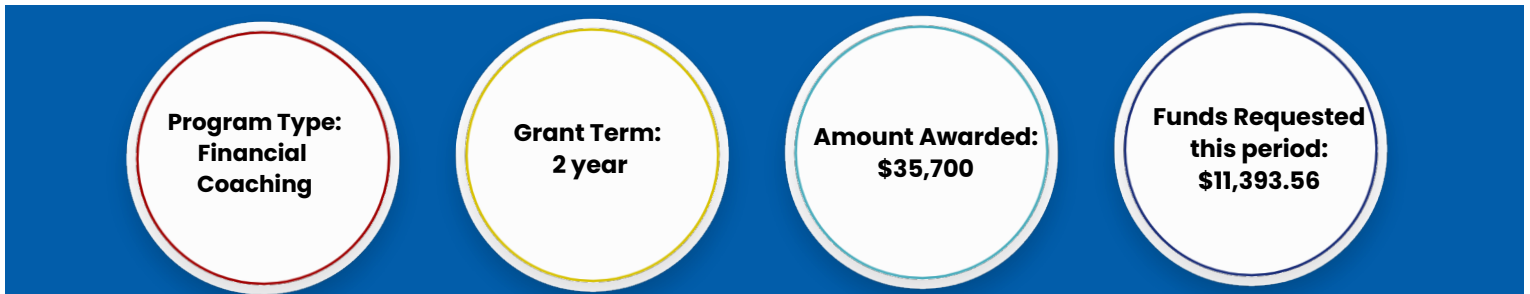 Program Type:
Financial
Coaching
Grant Term:
2 year
Amount Awarded:
$35,700
Funds Requested
this period:
$11,393.56